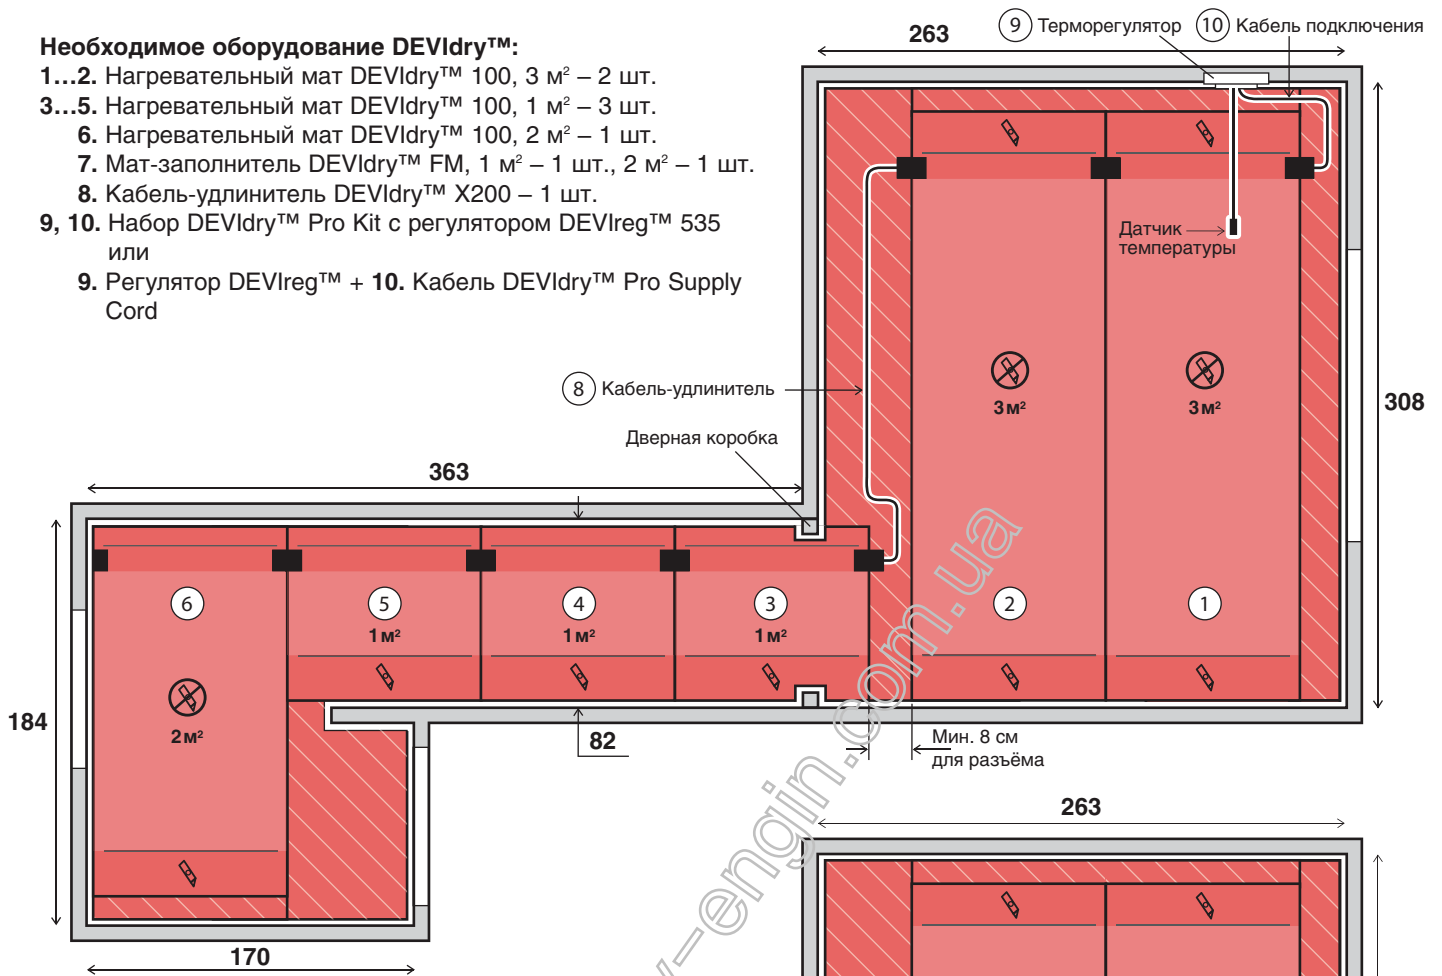 Необходимое оборудование DEVIdry™:
1...2. Нагревательный мат DEVIdry™ 100, 3 м² – 2 шт.
3...5. Нагревательный мат DEVIdry™ 100, 1 м² – 3 шт.
6. Нагревательный мат DEVIdry™ 100, 2 м² – 1 шт.
7. Мат-заполнитель DEVIdry™ FM, 1 м² – 1 шт., 2 м² – 1 шт.
8. Кабель-удлинитель DEVIdry™ X200 – 1 шт.
9, 10. Набор DEVIdry™ Pro Kit с регулятором DEVIreg™ 535
или
9. Регулятор DEVIreg™ + 10. Кабель DEVIdry™ Pro Supply
Cord
263
9 Терморегулятор
10 Кабель подключения
Датчик
температуры
3 м²
3 м²
308
8 Кабель-удлинитель
Дверная коробка
363
6
5
4
3
2
1
1 м²
1 м²
1 м²
2 м²
184
82
Мин. 8 см
для разъёма
170
263
y-engin.com.ua